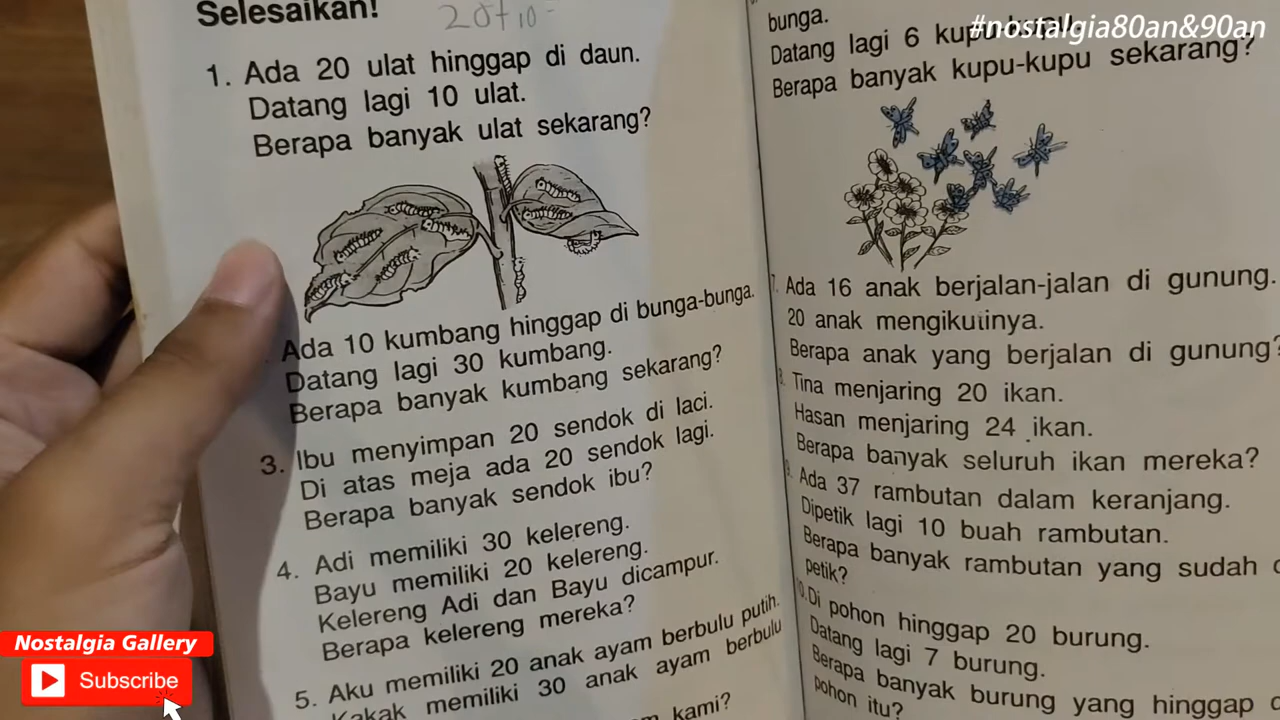 Selesaikan!
20+10=
1. Ada 20 ulat hinggap di daun.
Datang lagi 10 ulat.
Berapa banyak ulat sekarang?
Ada 10 kumbang hinggap di bunga-bunga.
Datang lagi 30 kumbang.
Berapa banyak kumbang sekarang?
3. Ibu menyimpan 20 sendok di laci.
Di atas meja ada 20 sendok lagi.
Berapa banyak sendok ibu?
4. Adi memiliki 30 kelereng.
Bayu memiliki 20 kelereng.
Kelereng Adi dan Bayu dicampur.
Berapa kelereng mereka?
5. Aku memiliki 20 anak ayam berbulu putih.
Kakak memiliki 30 anak ayam berbulu
kami?
bunga.
Datang lagi 6 kupu-kupu.
Berapa banyak kupu-kupu sekarang?
7. Ada 16 anak berjalan-jalan di gunung.
20 anak mengikutinya.
Berapa anak yang berjalan di gunung?
8. Tina menjaring 20 ikan.
Hasan menjaring 24 ikan.
Berapa banyak seluruh ikan mereka?
9. Ada 37 rambutan dalam keranjang.
Dipetik lagi 10 buah rambutan.
Berapa banyak rambutan yang sudah
petik?
10. Di pohon hinggap 20 burung.
Datang lagi 7 burung.
Berapa banyak burung yang hinggap
pohon itu?
#nostalgia80an&90an
Nostalgia Gallery
Subscribe